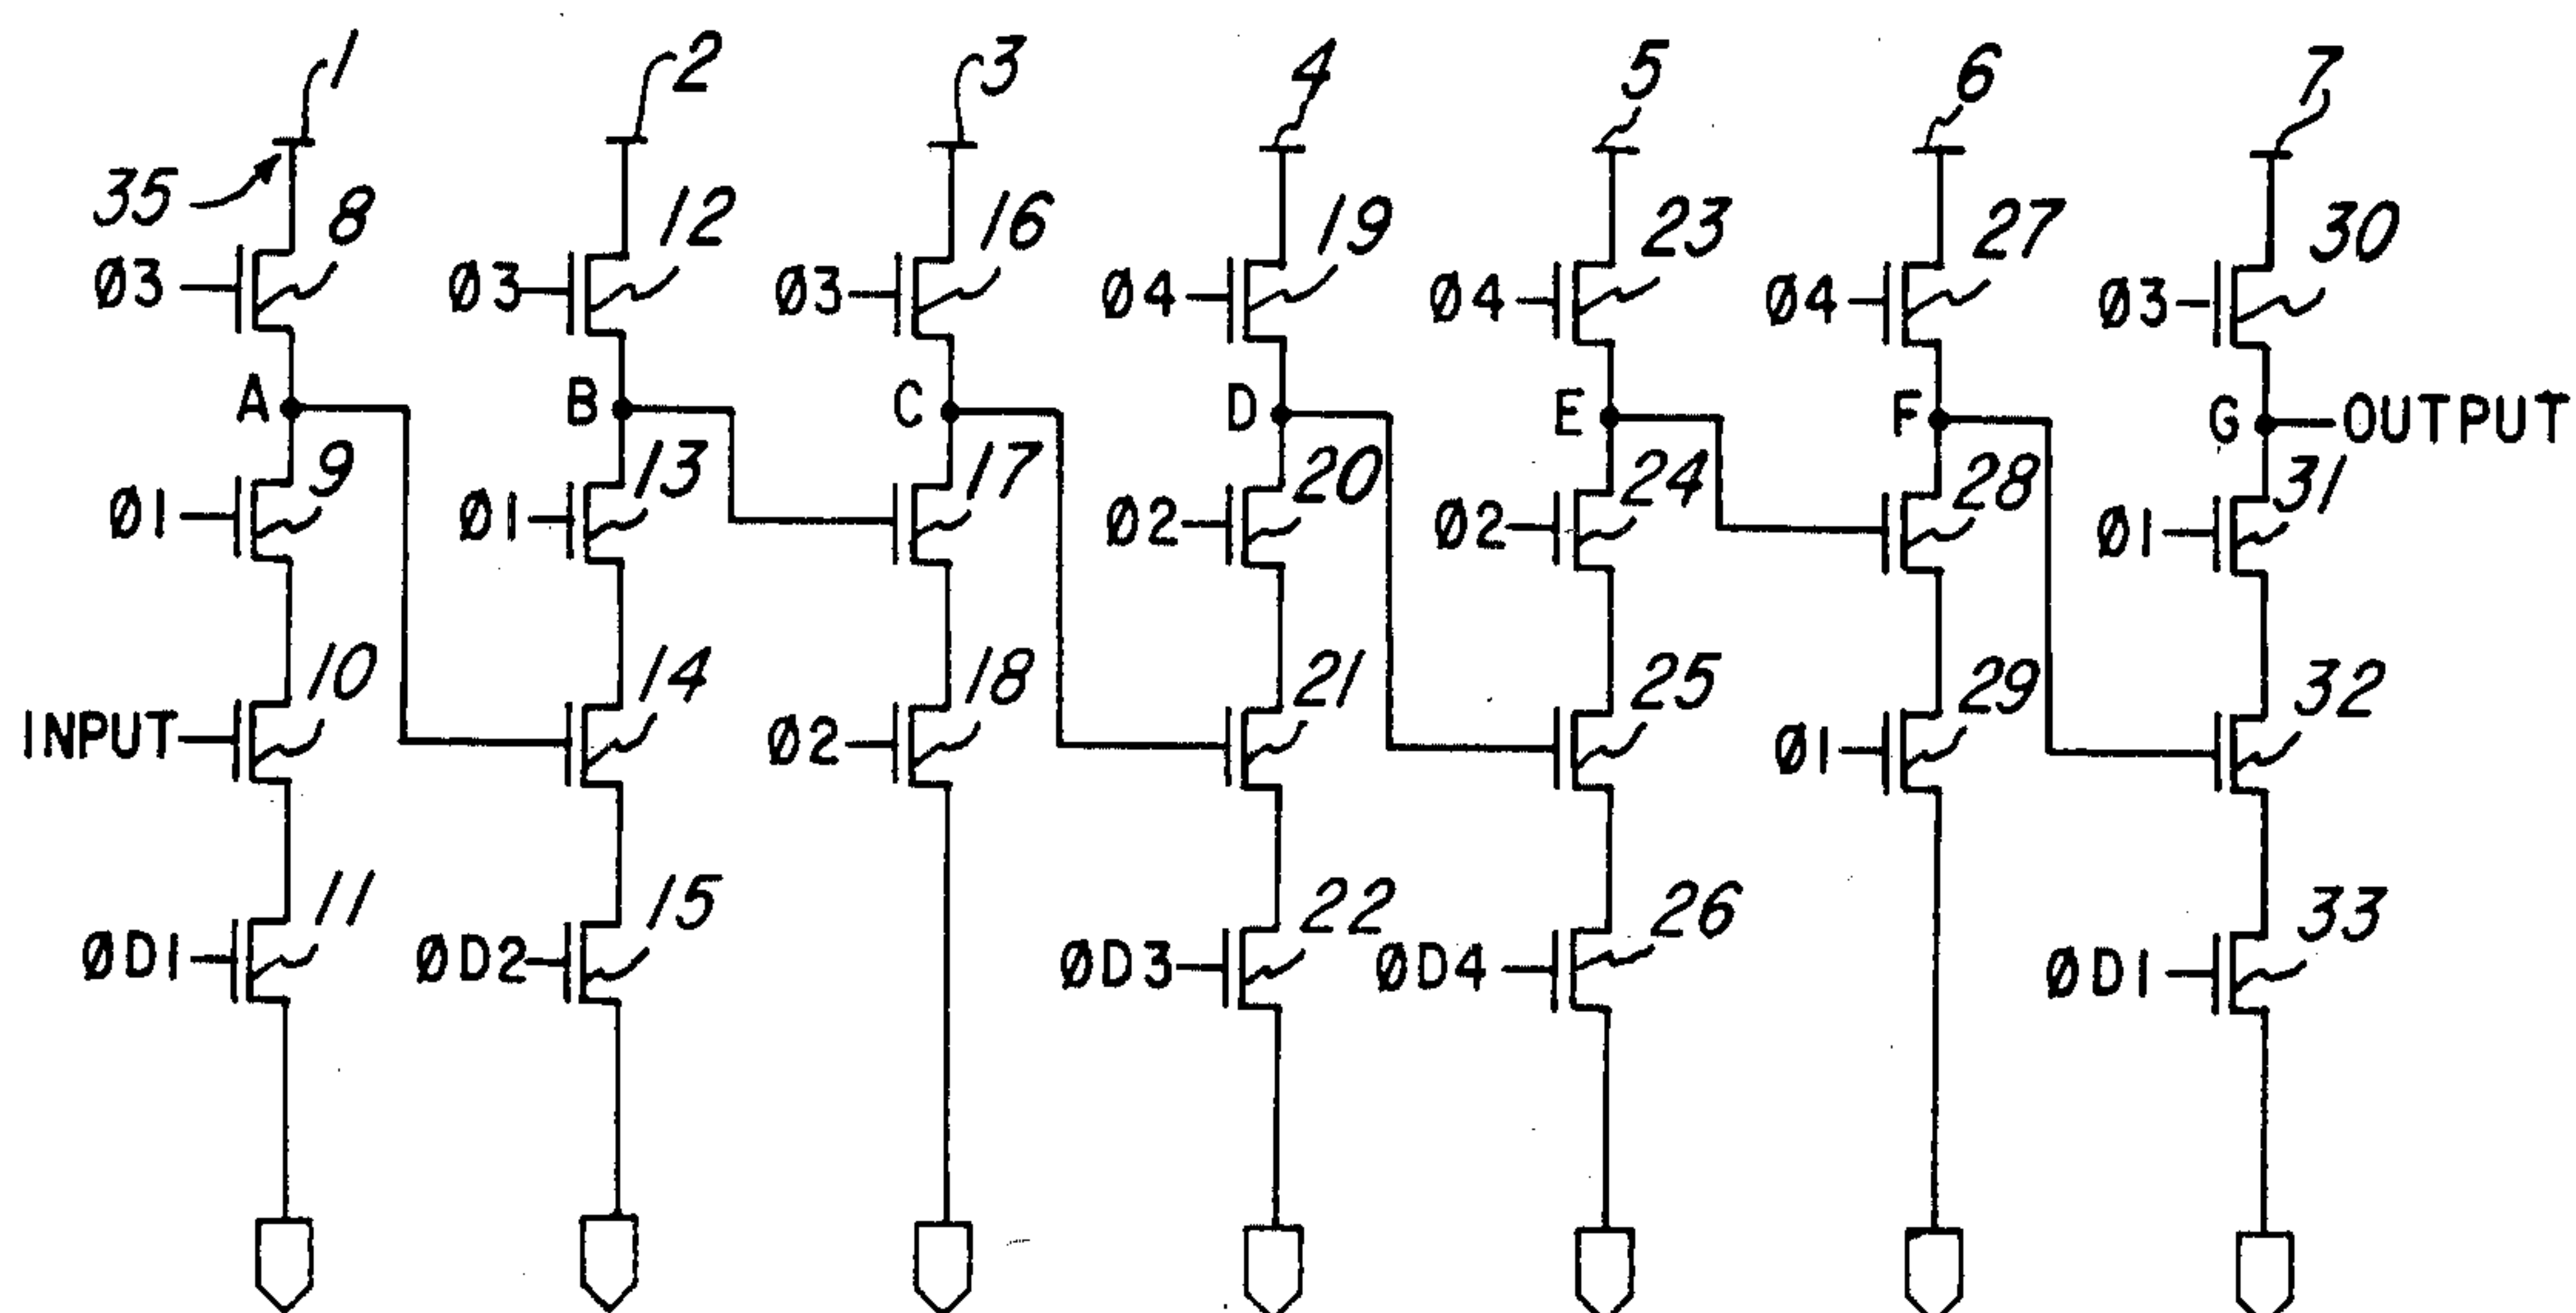 1 2 3 4 5 6 7
35
8 12 16 19 23 27 30
Ø3 Ø3 Ø3 Ø4 Ø4 Ø4 Ø3
A B C D E F G OUTPUT
9 13 17 20 24 28 31
Ø1 Ø1 Ø2 Ø2 Ø1
10 14 18 21 25 29 32
INPUT Ø2 Ø1
11 15 22 26 33
ØD1 ØD2 ØD3 ØD4 ØD1